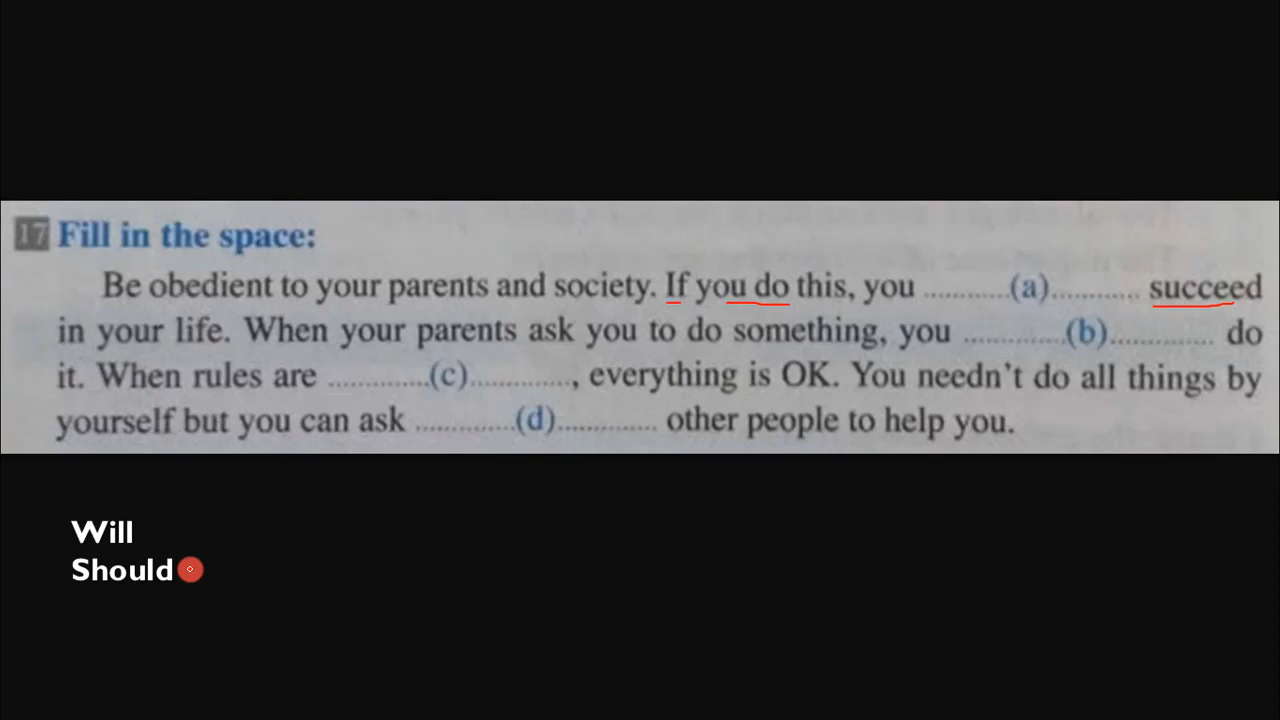 17 Fill in the space:
Be obedient to your parents and society. If you do this, you ............(a)............ succeed
in your life. When your parents ask you to do something, you ..............(b).............. do
it. When rules are .............(c)............., everything is OK. You needn't do all things by
yourself but you can ask .............(d)............. other people to help you.
Will
Should